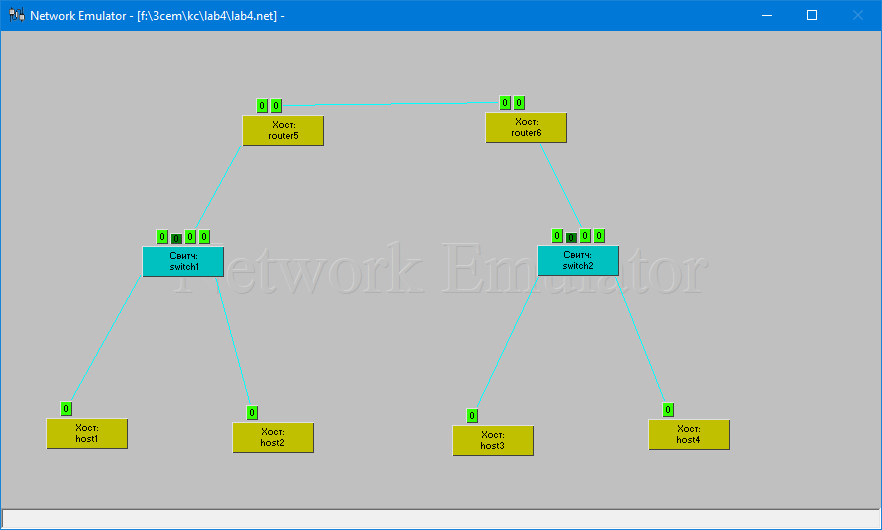 Network Emulator - [f:\3cem\kc\lab4\lab4.net] -
0 0
0 0
Хост:
router5
Хост:
router6
0 0 0 0
0 0 0 0
Свитч:
switch1
Свитч:
switch2
Network Emulator
0
0
0
0
Хост:
host1
Хост:
host2
Хост:
host3
Хост:
host4